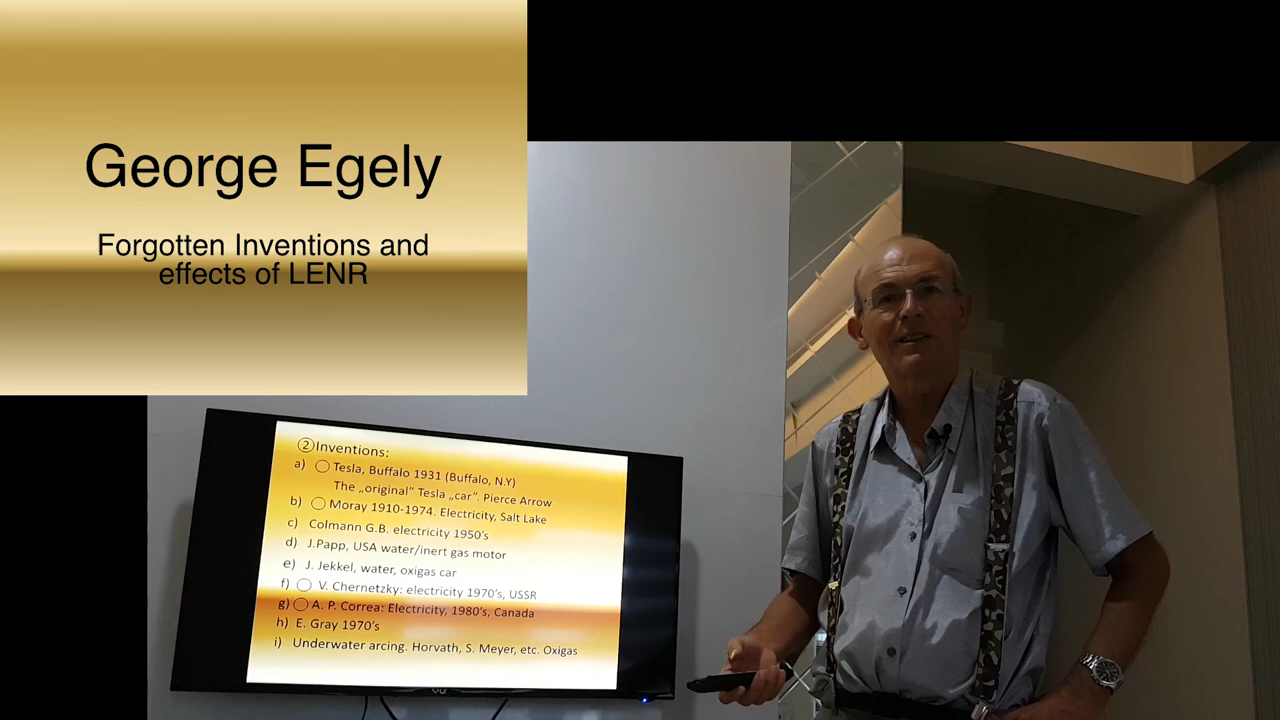 George Egely
Forgotten Inventions and
effects of LENR
2 Inventions:
a) Tesla, Buffalo 1931 (Buffalo, N.Y)
The „original" Tesla „car". Pierce Arrow
b) Moray 1910-1974. Electricity, Salt Lake
c) Colmann G.B. electricity 1950's
d) J.Papp, USA water/inert gas motor
e) J. Jekkel, water, oxigas car
f) V. Chernetzky: electricity 1970's, USSR
g) A. P. Correa: Electricity, 1980's, Canada
h) E. Gray 1970's
i) Underwater arcing. Horvath, S. Meyer, etc. Oxigas